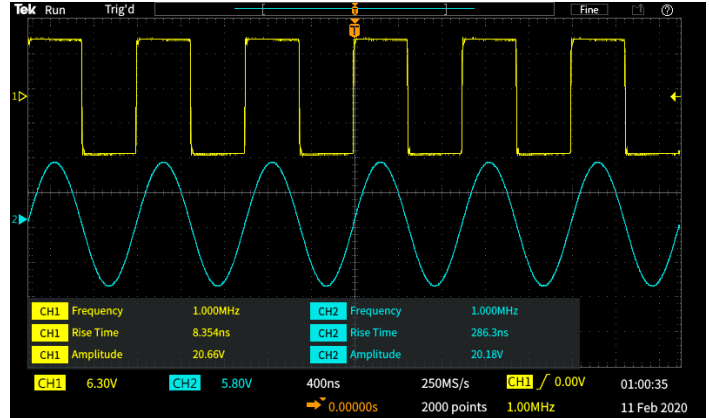 Tek Run Trig'd [ T ] Fine
T
1
2
CH1 Frequency 1.000MHz CH2 Frequency 1.000MHz
CH1 Rise Time 8.354ns CH2 Rise Time 286.3ns
CH1 Amplitude 20.66V CH2 Amplitude 20.18V
CH1 6.30V CH2 5.80V 400ns 250MS/s CH1 / 0.00V 01:00:35
0.00000s 2000 points 1.00MHz 11 Feb 2020